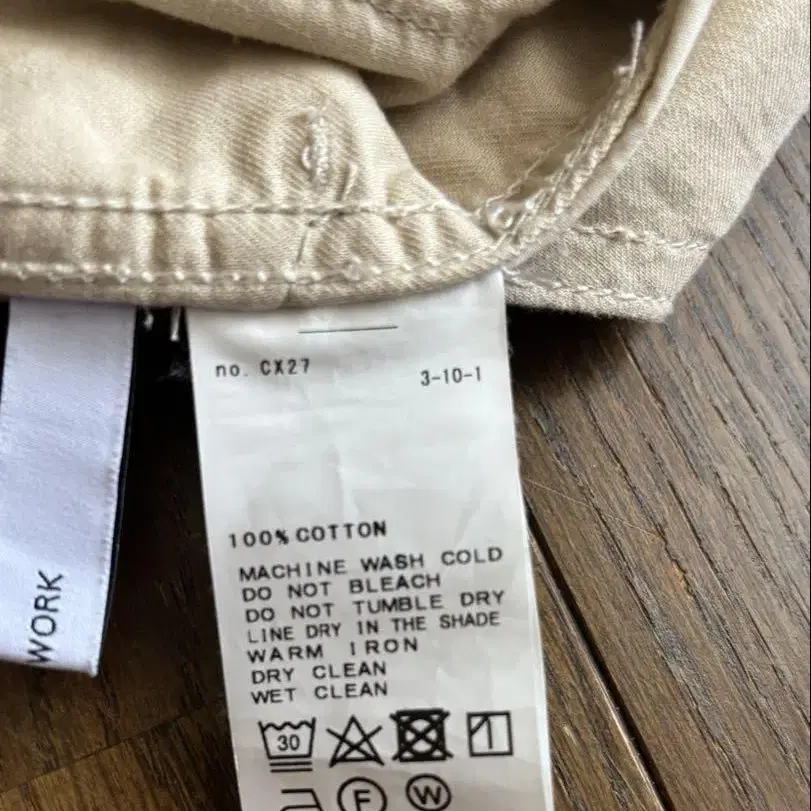 no. CX27
3-10-1
100% COTTON
MACHINE WASH COLD
DO NOT BLEACH
DO NOT TUMBLE DRY
LINE DRY IN THE SHADE
WARM IRON
DRY CLEAN
WET CLEAN
30
F
W
WORK